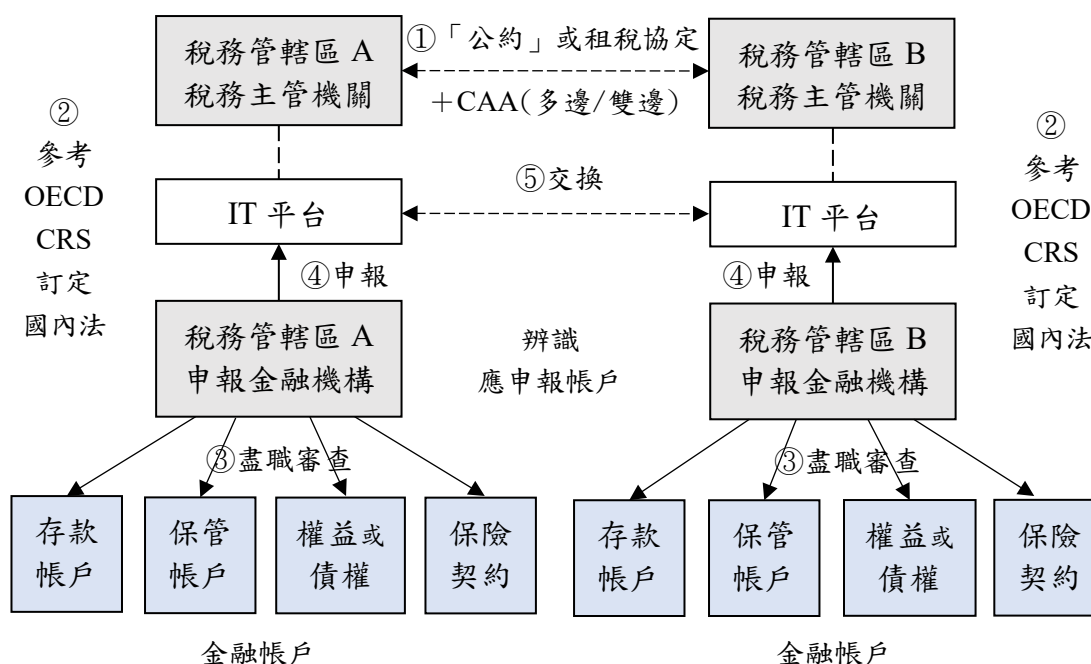 稅務管轄區 A
稅務主管機關
①「公約」或租稅協定
＋CAA(多邊/雙邊)
稅務管轄區 B
稅務主管機關
②
參考
OECD
CRS
訂定
國內法
②
參考
OECD
CRS
訂定
國內法
IT 平台
⑤交換
IT 平台
④申報
④申報
稅務管轄區 A
申報金融機構
辨識
應申報帳戶
稅務管轄區 B
申報金融機構
③盡職審查
③盡職審查
存款
帳戶
保管
帳戶
權益或
債權
保險
契約
存款
帳戶
保管
帳戶
權益或
債權
保險
契約
金融帳戶
金融帳戶